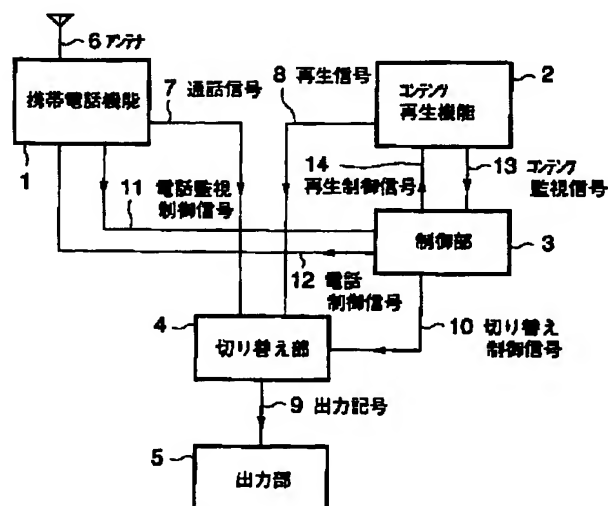 6 アンテナ
携帯電話機能
1
7 通話信号
8 再生信号
コンテンツ
再生機能
2
14
再生制御信号
13 コンテンツ
監視信号
11 電話監視
制御信号
制御部
3
12 電話
制御信号
4
切り替え部
10 切り替え
制御信号
9 出力記号
5
出力部